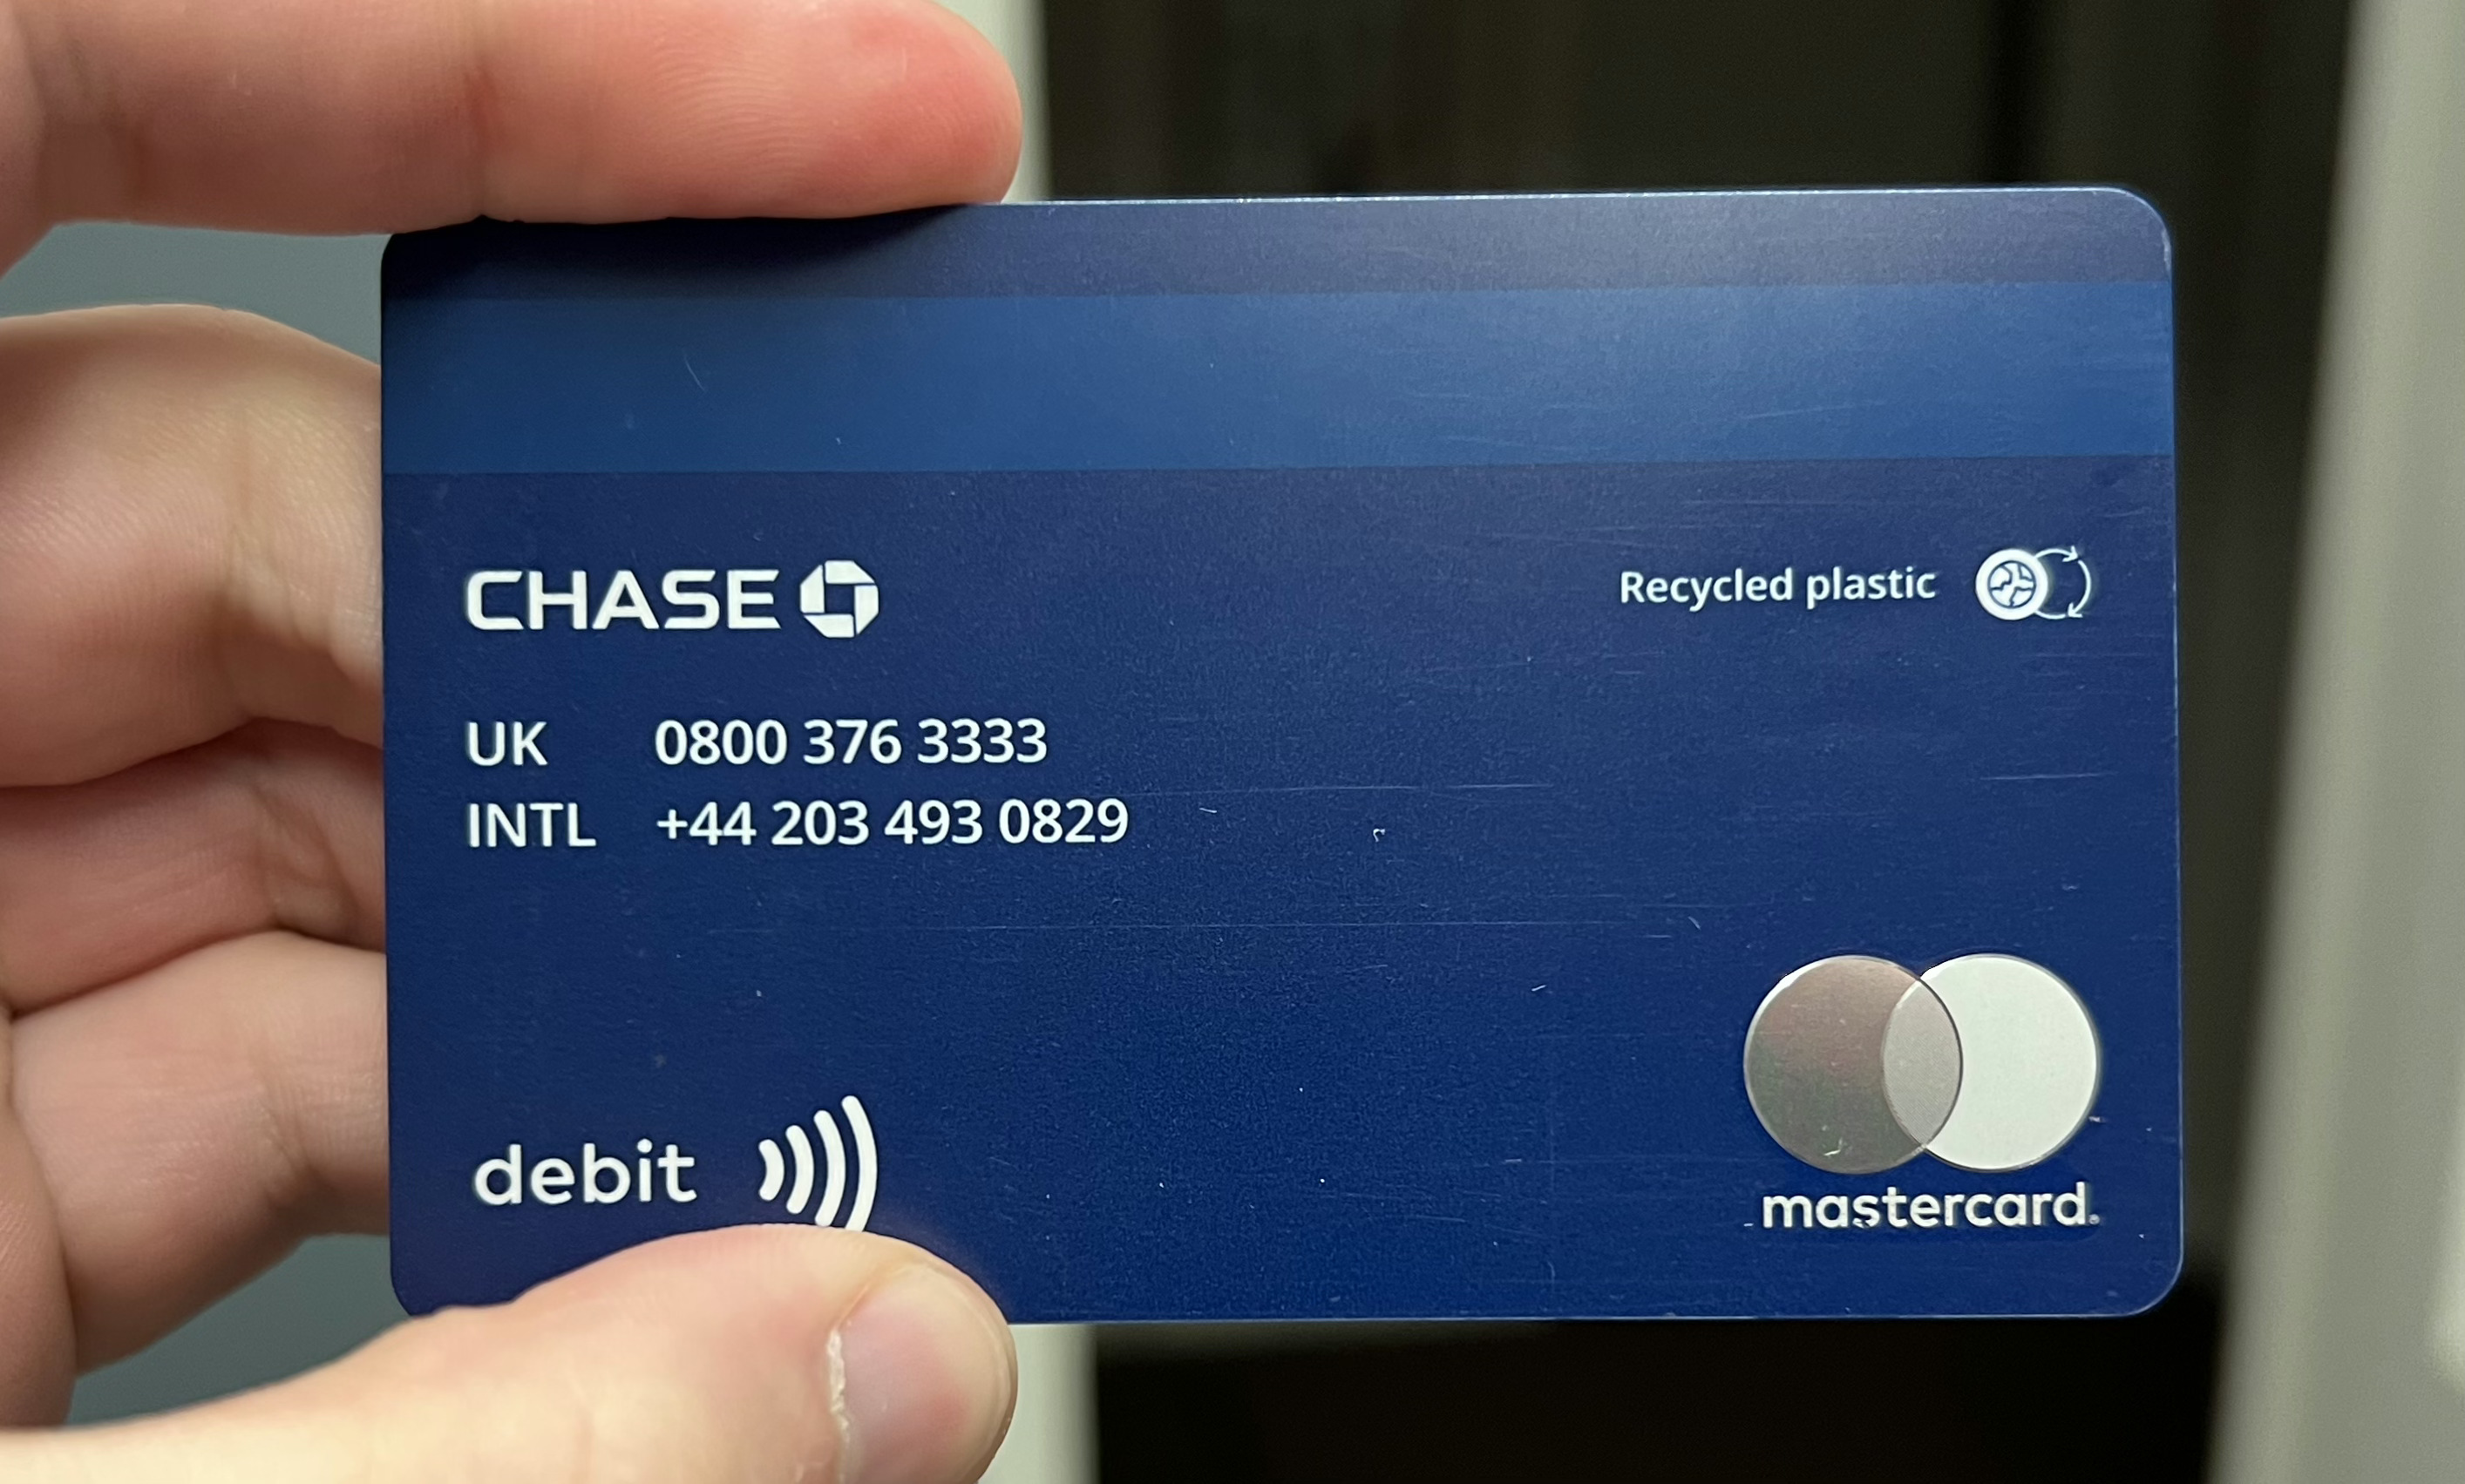 CHASE
Recycled plastic
UK 0800 376 3333
INTL +44 203 493 0829
debit
mastercard.